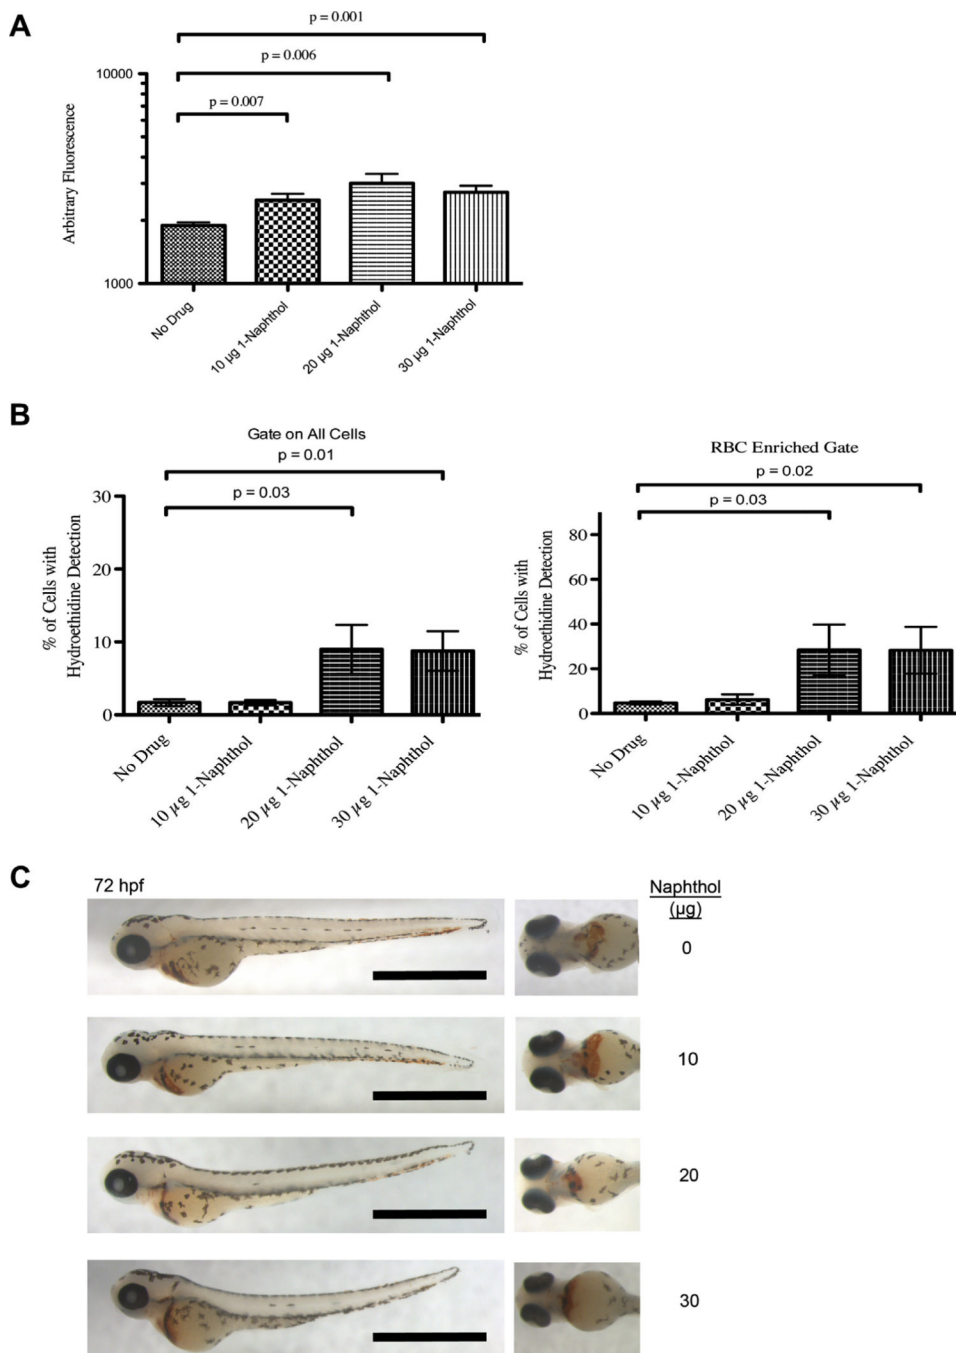 A
p = 0.001
p = 0.006
p = 0.007
Arbitrary Fluorescence
10000
1000
No Drug
10 µg 1-Naphthol
20 µg 1-Naphthol
30 µg 1-Naphthol
B
Gate on All Cells
p = 0.01
p = 0.03
% of Cells with
Hydroethidine Detection
30
20
10
0
No Drug
10 µg 1-Naphthol
20 µg 1-Naphthol
30 µg 1-Naphthol
RBC Enriched Gate
p = 0.02
p = 0.03
% of Cells with
Hydroethidine Detection
80
60
40
20
0
No Drug
10 µg 1-Naphthol
20 µg 1-Naphthol
30 µg 1-Naphthol
C
72 hpf
Naphthol
(µg)
0
10
20
30